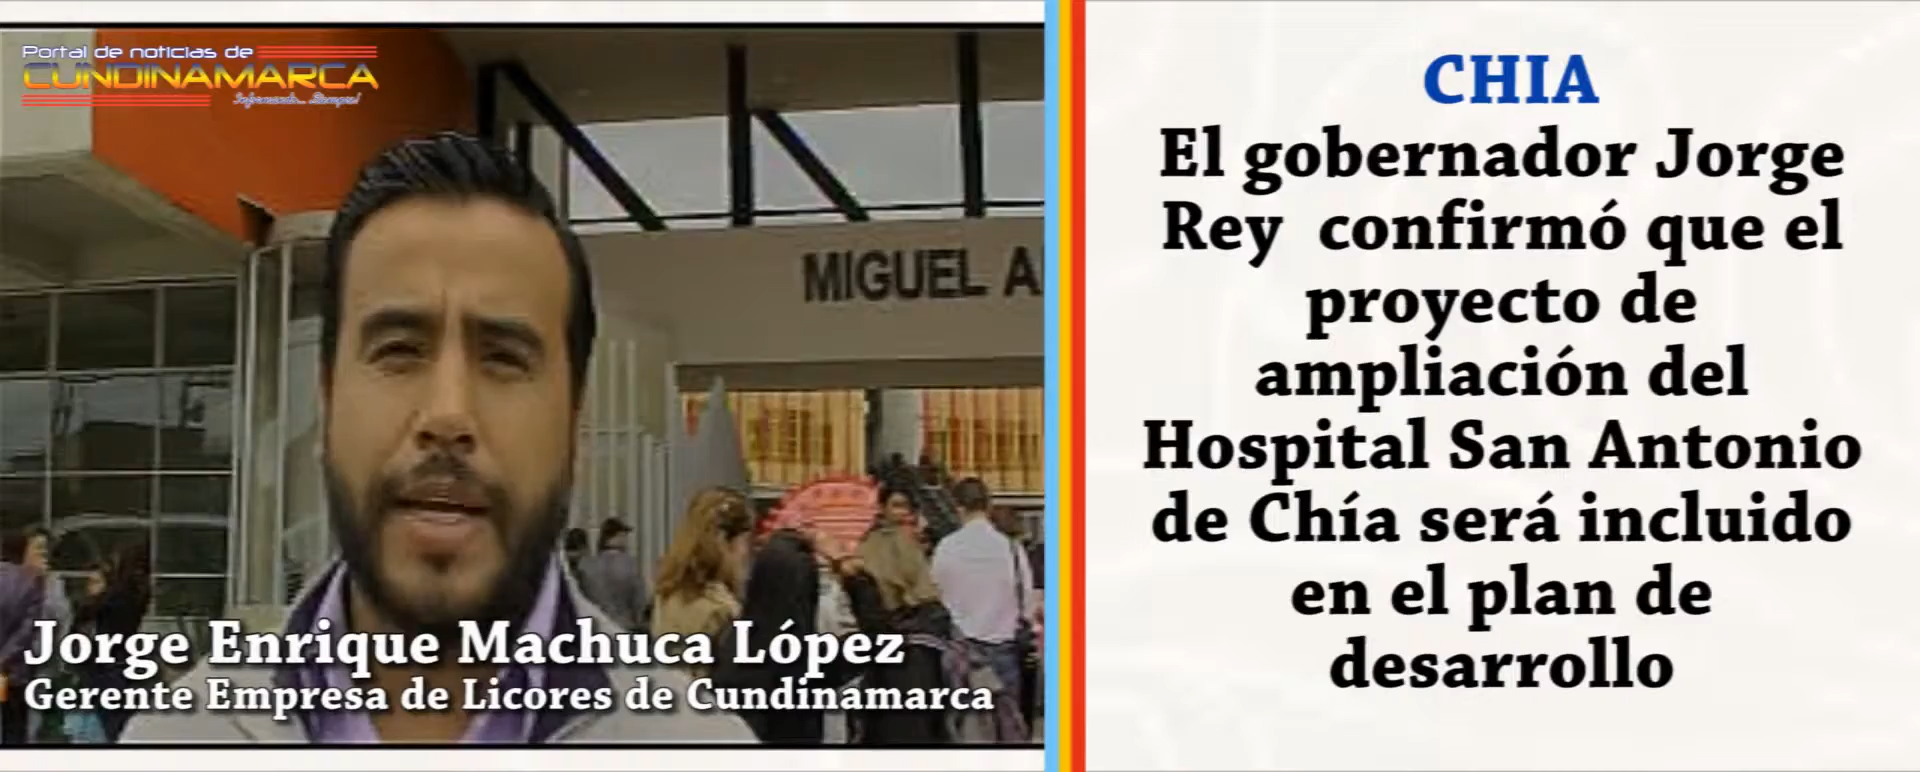 Portal de noticias de
CUNDINAMARCA
Informando... Siempre!
MIGUEL A
Jorge Enrique Machuca López
Gerente Empresa de Licores de Cundinamarca
CHIA
El gobernador Jorge
Rey confirmó que el
proyecto de
ampliación del
Hospital San Antonio
de Chía será incluido
en el plan de
desarrollo